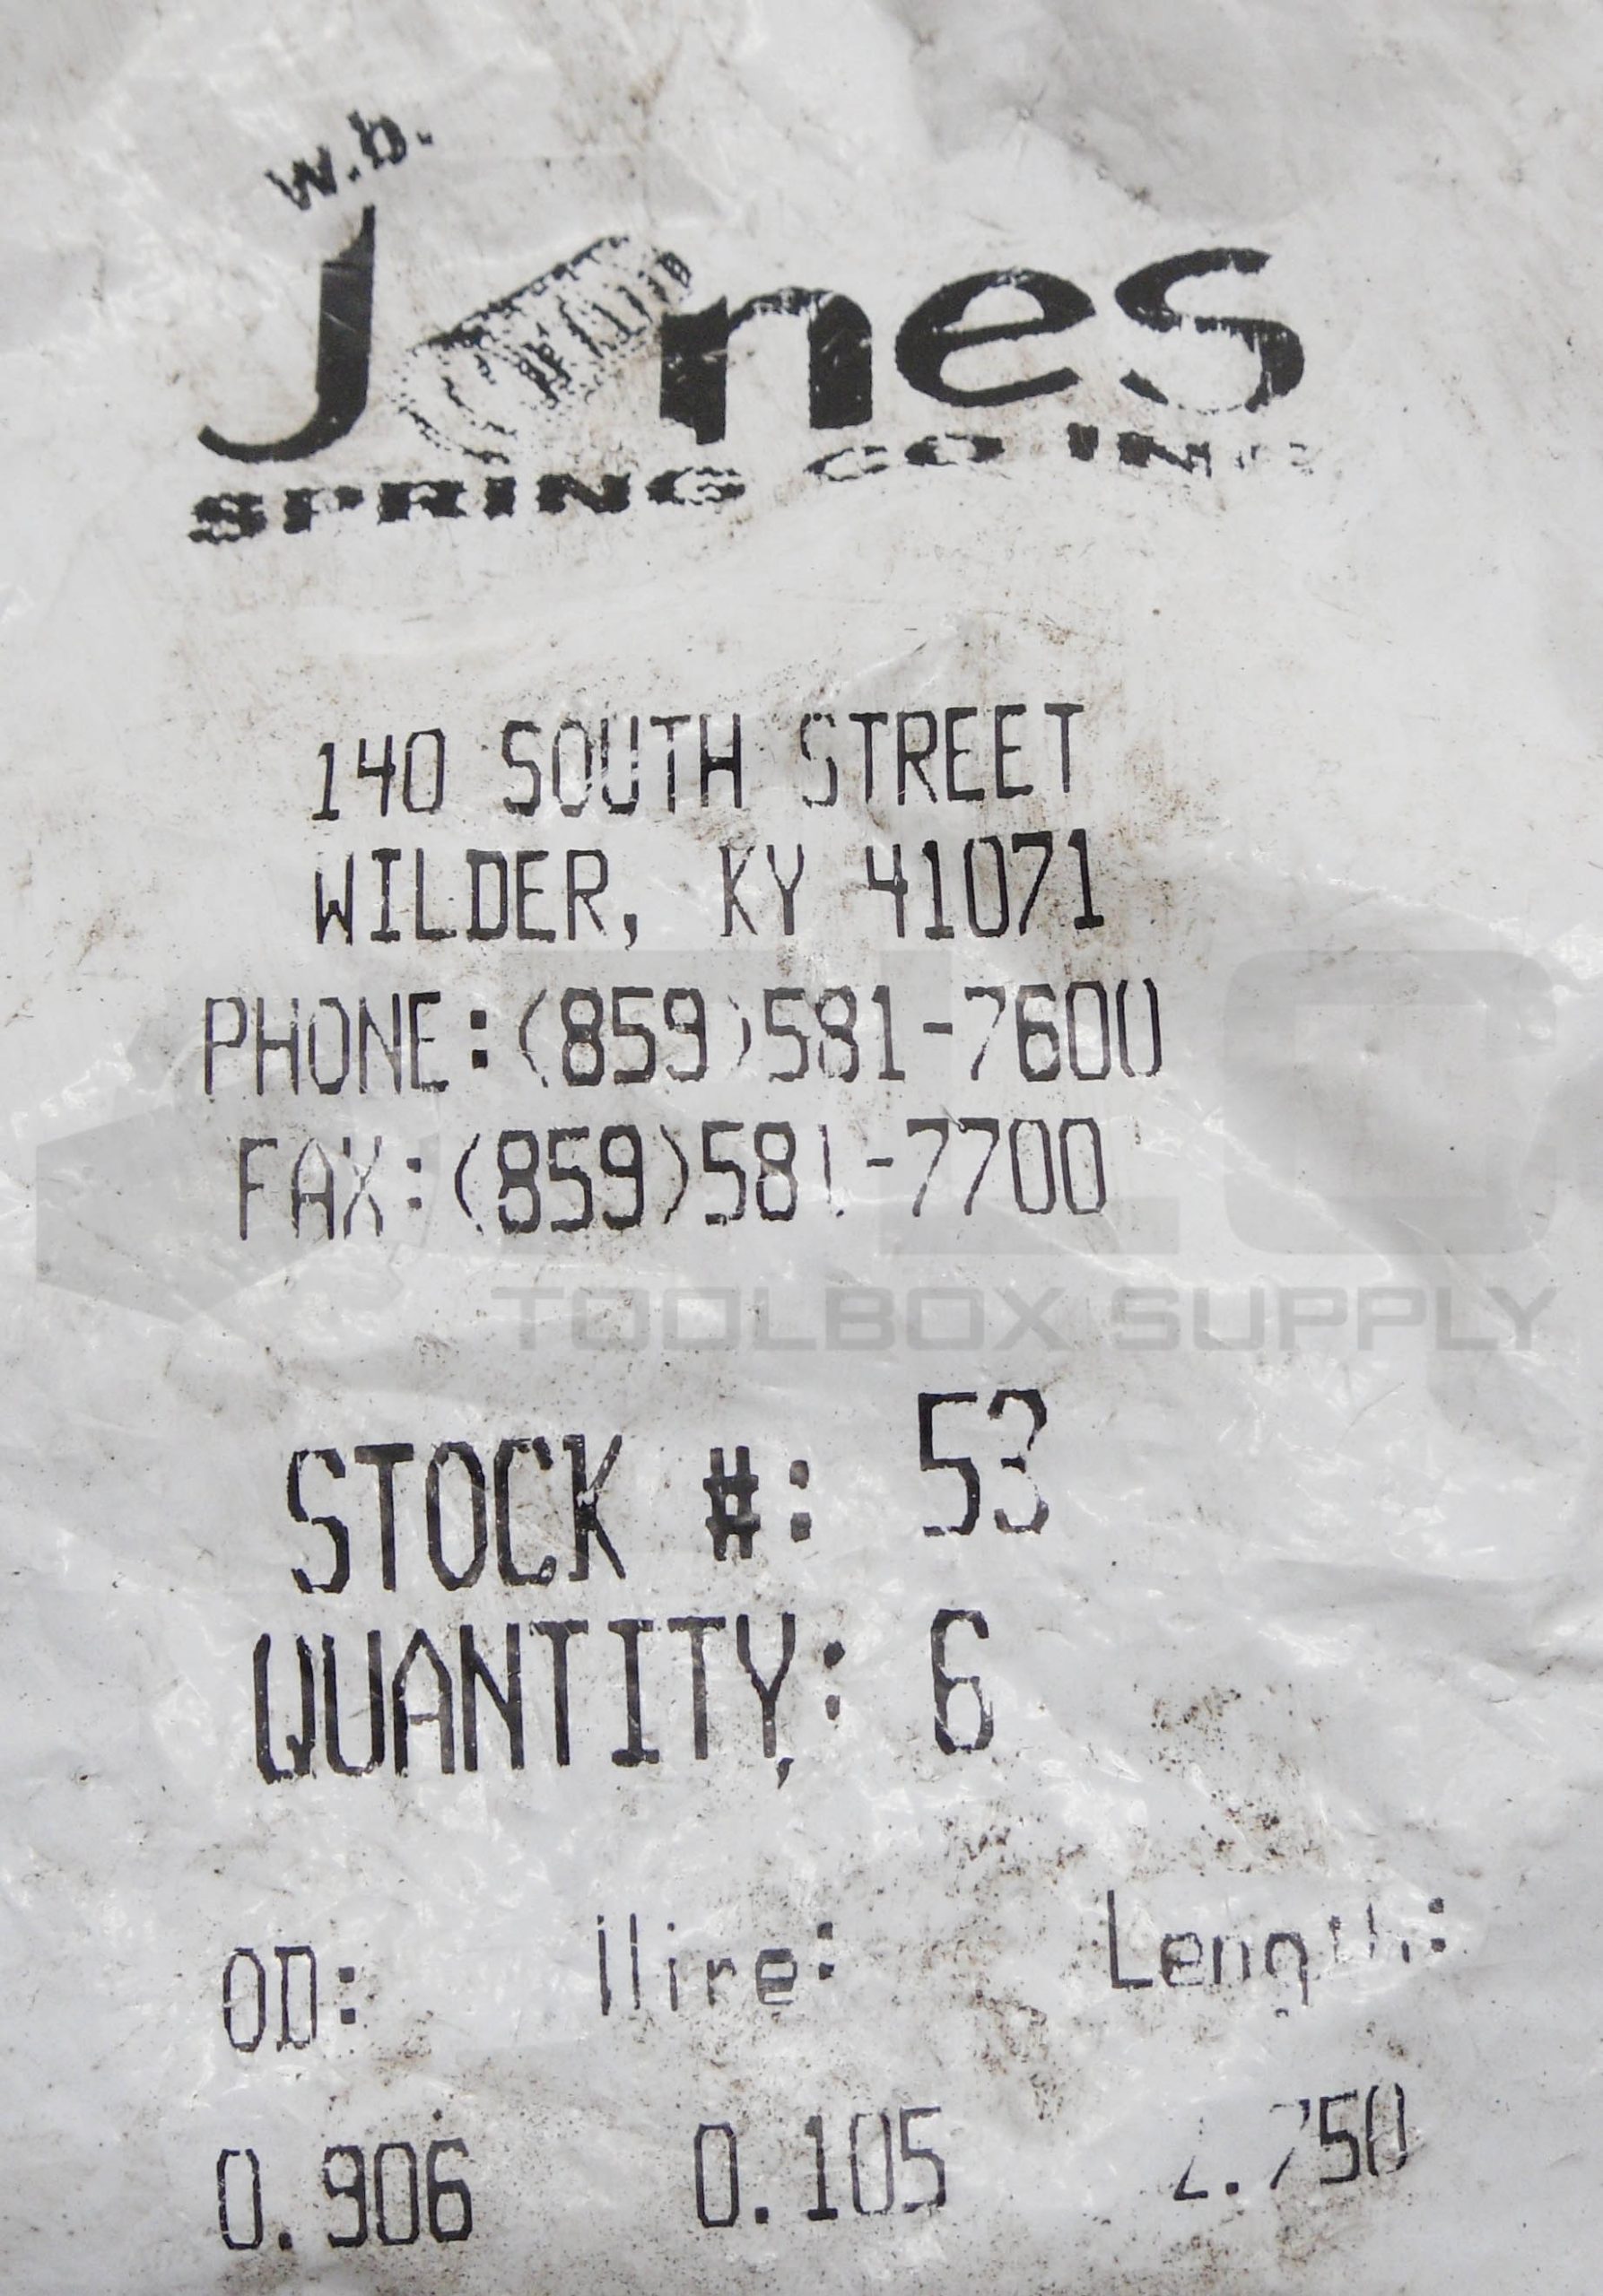 w.b.
Jones
SPRING CO INC
140 SOUTH STREET
WILDER, KY 41071
PHONE:(859)581-7600
FAX:(859)581-7700
TOOLBOX SUPPLY
STOCK #: 53
QUANTITY: 6
OD: Wire: Length:
0.906 0.105 2.750